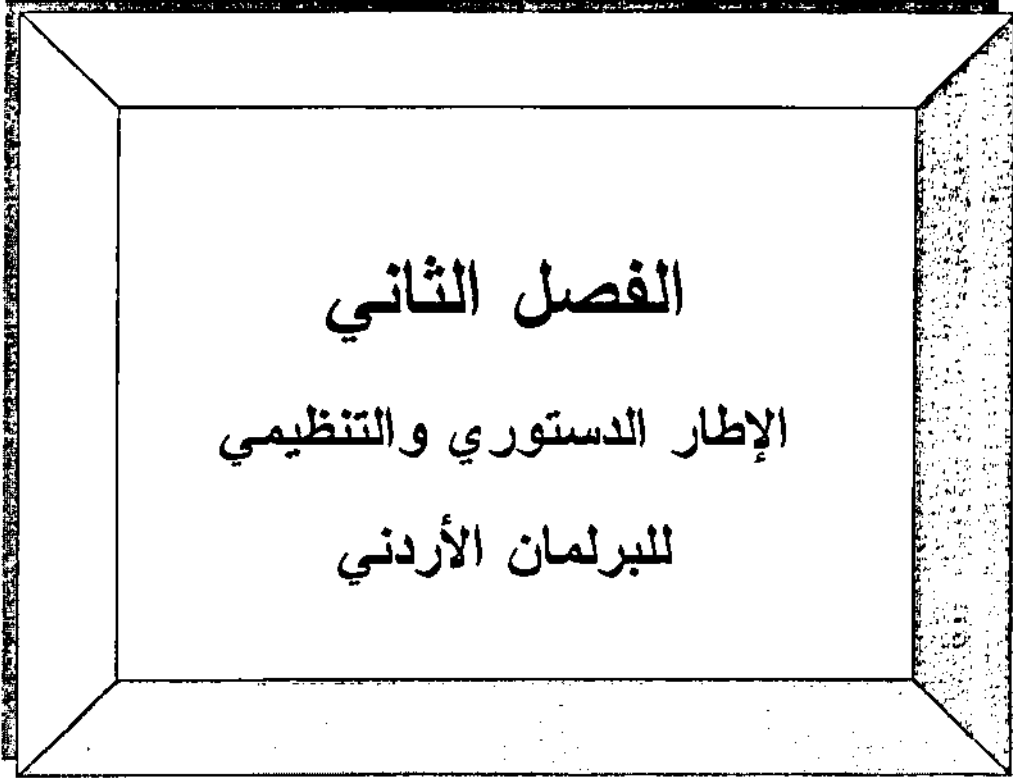 الفصل الثاني
الإطار الدستوري والتنظيمي
للبرلمان الأردني